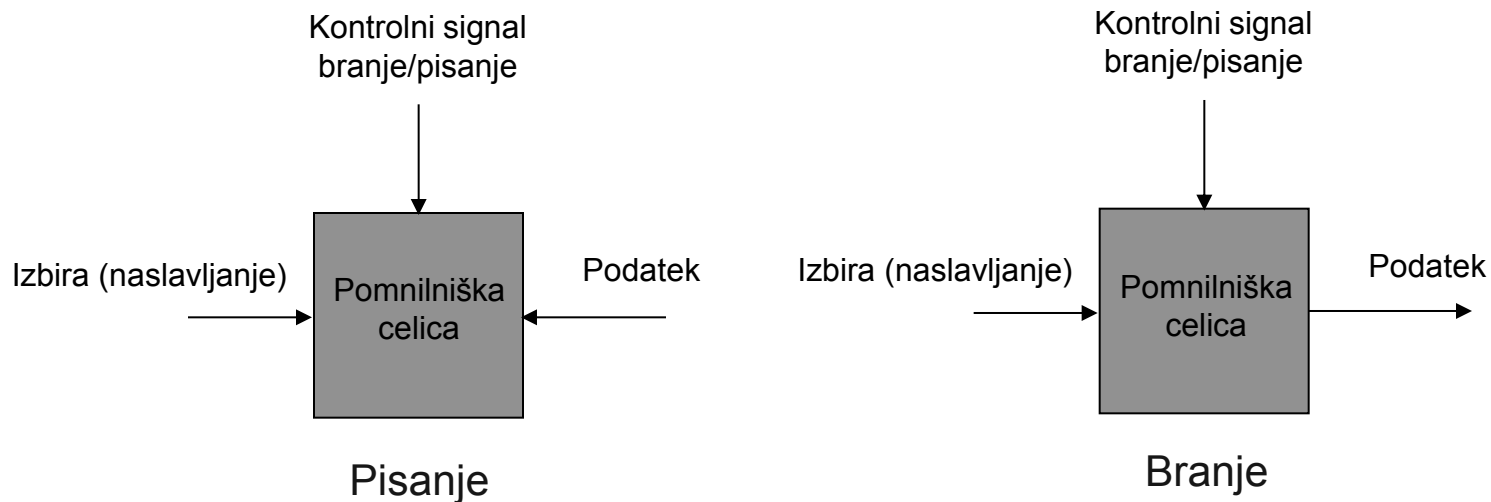 Kontrolni signal
branje/pisanje
Izbira (naslavljanje)
Pomnilniška
celica
Podatek
Pisanje
Kontrolni signal
branje/pisanje
Izbira (naslavljanje)
Pomnilniška
celica
Podatek
Branje